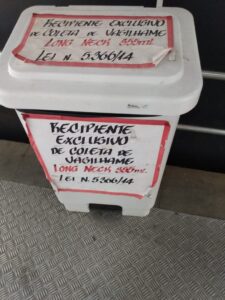 RECIPIENTE EXCLUSIVO
DE COLETA DE VASILHAME
LONG NECK 355ml
LEI N. 5.366/14
RECIPIENTE
EXCLUSIVO
DE COLETA DE
VASILHAME
LONG NECK 355ml.
LEI N. 5.366/14